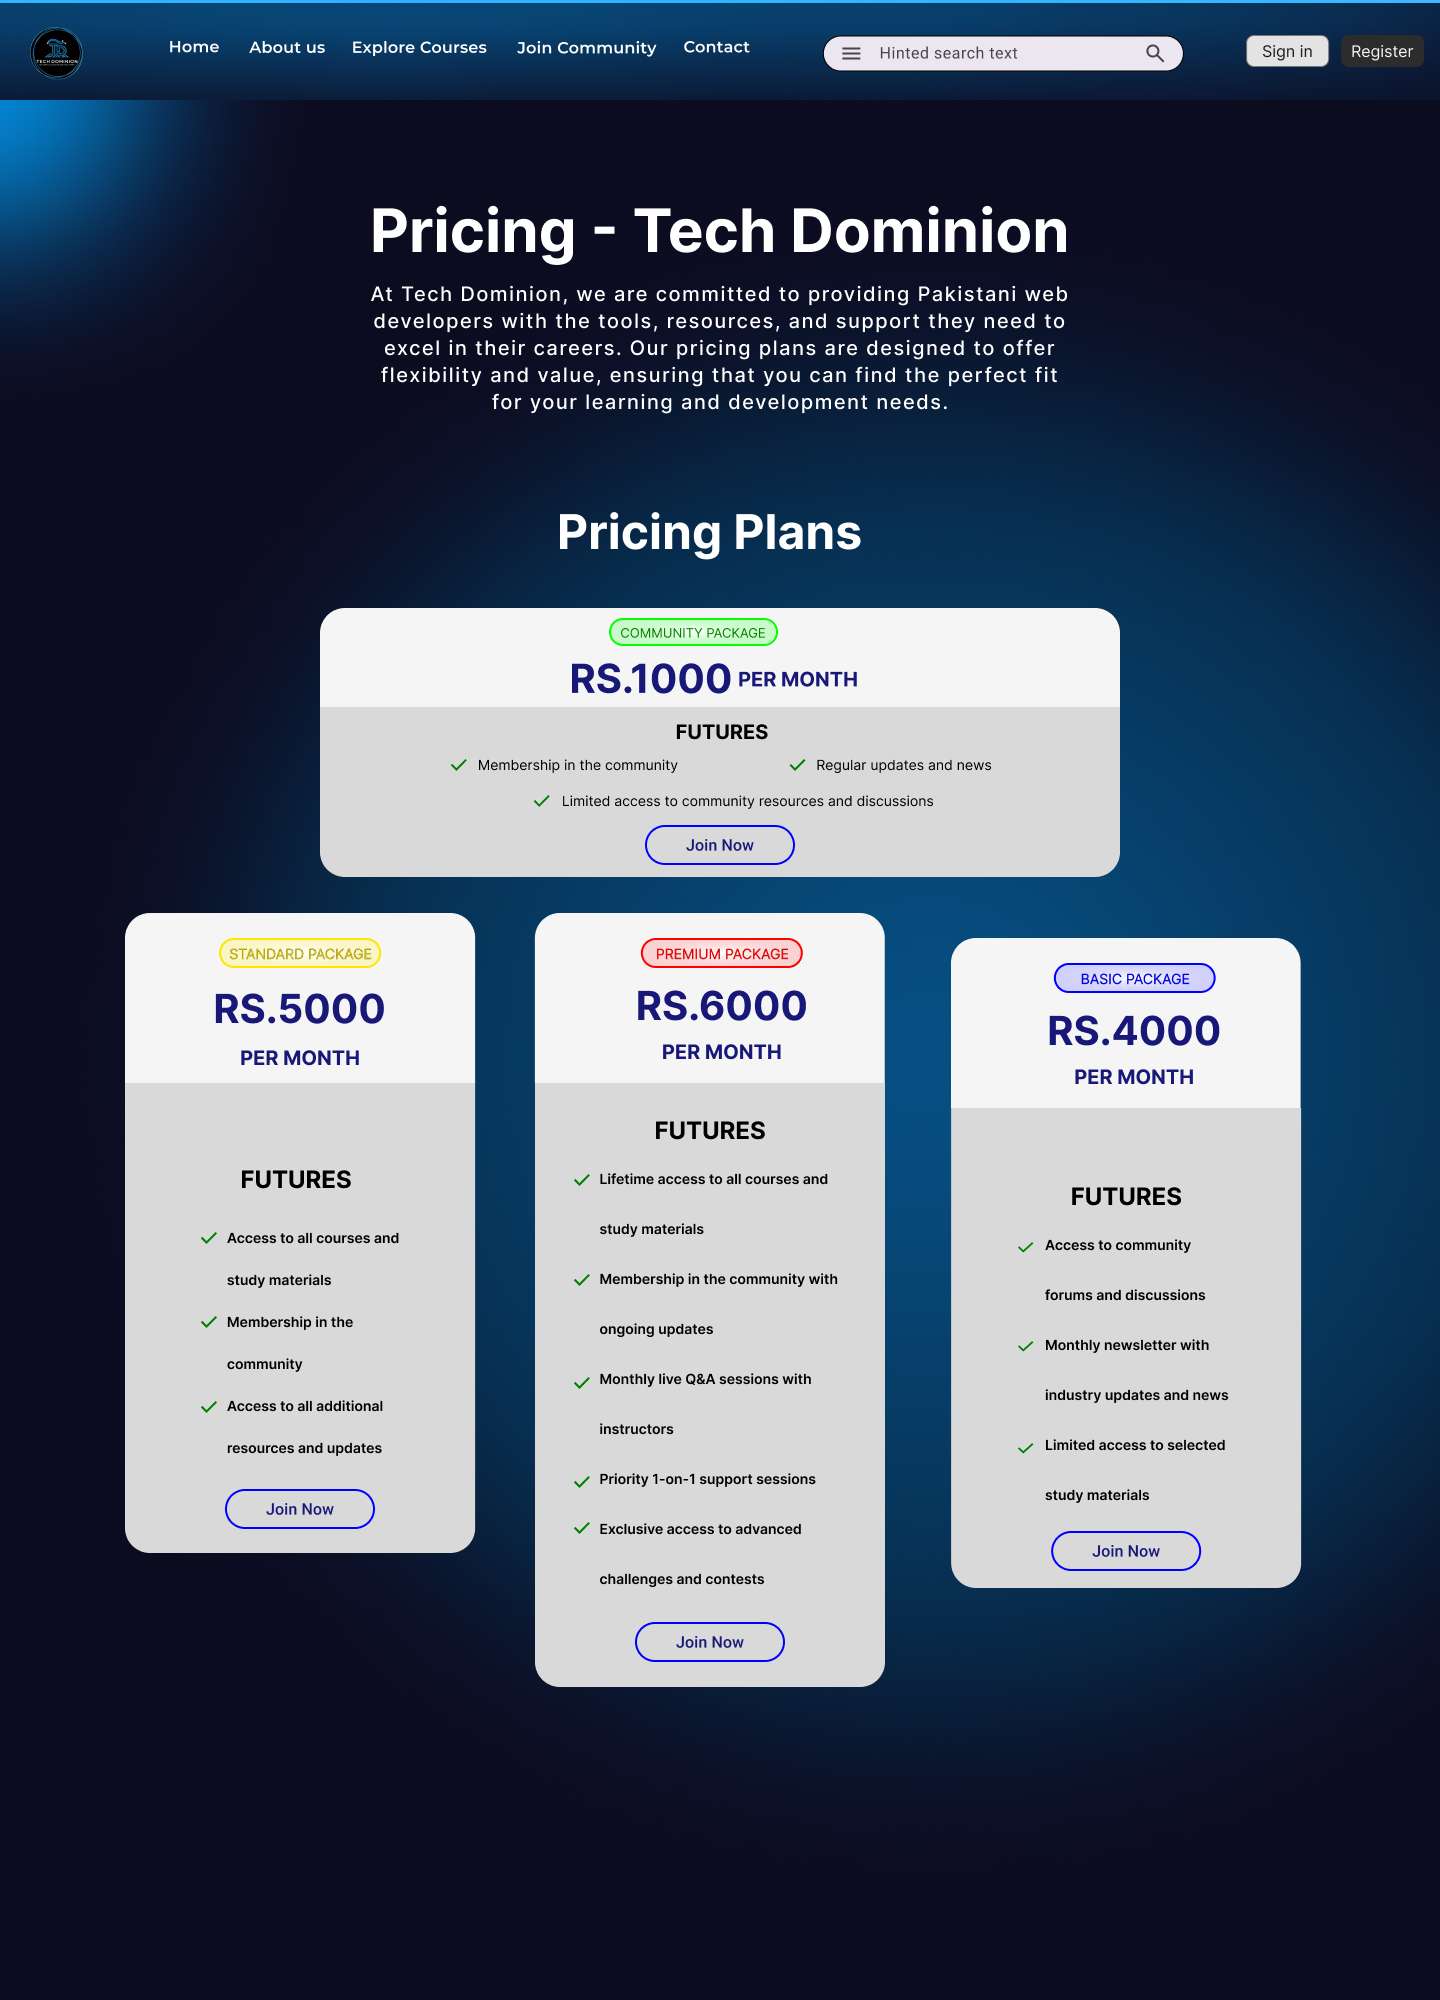 TECH DOMINION
Home
About us
Explore Courses
Join Community
Contact
Hinted search text
Sign in
Register
Pricing - Tech Dominion
At Tech Dominion, we are committed to providing Pakistani web
developers with the tools, resources, and support they need to
excel in their careers. Our pricing plans are designed to offer
flexibility and value, ensuring that you can find the perfect fit
for your learning and development needs.
Pricing Plans
COMMUNITY PACKAGE
RS.1000 PER MONTH
FUTURES
Membership in the community
Regular updates and news
Limited access to community resources and discussions
Join Now
STANDARD PACKAGE
RS.5000
PER MONTH
FUTURES
Access to all courses and
study materials
Membership in the
community
Access to all additional
resources and updates
Join Now
PREMIUM PACKAGE
RS.6000
PER MONTH
FUTURES
Lifetime access to all courses and
study materials
Membership in the community with
ongoing updates
Monthly live Q&A sessions with
instructors
Priority 1-on-1 support sessions
Exclusive access to advanced
challenges and contests
Join Now
BASIC PACKAGE
RS.4000
PER MONTH
FUTURES
Access to community
forums and discussions
Monthly newsletter with
industry updates and news
Limited access to selected
study materials
Join Now